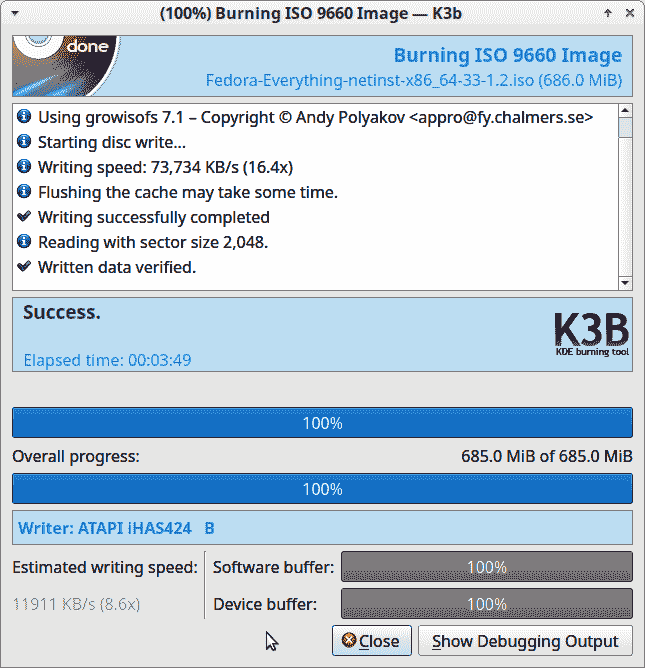 (100%) Burning ISO 9660 Image — K3b
done
Burning ISO 9660 Image
Fedora-Everything-netinst-x86_64-33-1.2.iso (686.0 MiB)
Using growisofs 7.1 – Copyright © Andy Polyakov <appro@fy.chalmers.se>
Starting disc write...
Writing speed: 73,734 KB/s (16.4x)
Flushing the cache may take some time.
Writing successfully completed
Reading with sector size 2,048.
Written data verified.
Success.
K3B
KDE burning tool
Elapsed time: 00:03:49
100%
Overall progress: 685.0 MiB of 685.0 MiB
100%
Writer: ATAPI iHAS424 B
Estimated writing speed: Software buffer: 100%
11911 KB/s (8.6x) Device buffer: 100%
Close Show Debugging Output